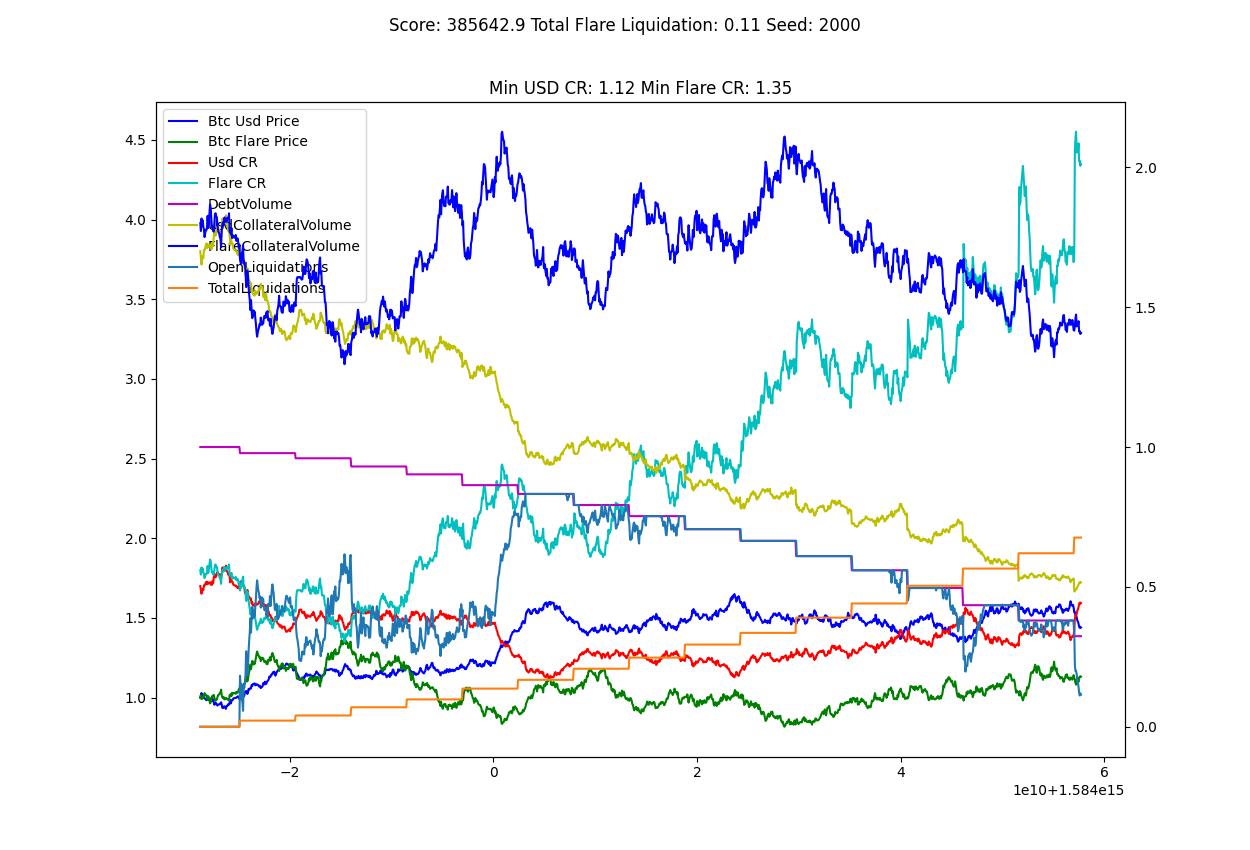 Score: 385642.9 Total Flare Liquidation: 0.11 Seed: 2000
Min USD CR: 1.12 Min Flare CR: 1.35
Btc Usd Price
Btc Flare Price
Usd CR
Flare CR
DebtVolume
FlareCollateralVolume
OpenLiquidations
TotalLiquidations
4.5
4.0
3.5
3.0
2.5
2.0
1.5
1.0
2.0
1.5
1.0
0.5
0.0
−2
0
2
4
6
1e10+1.584e15